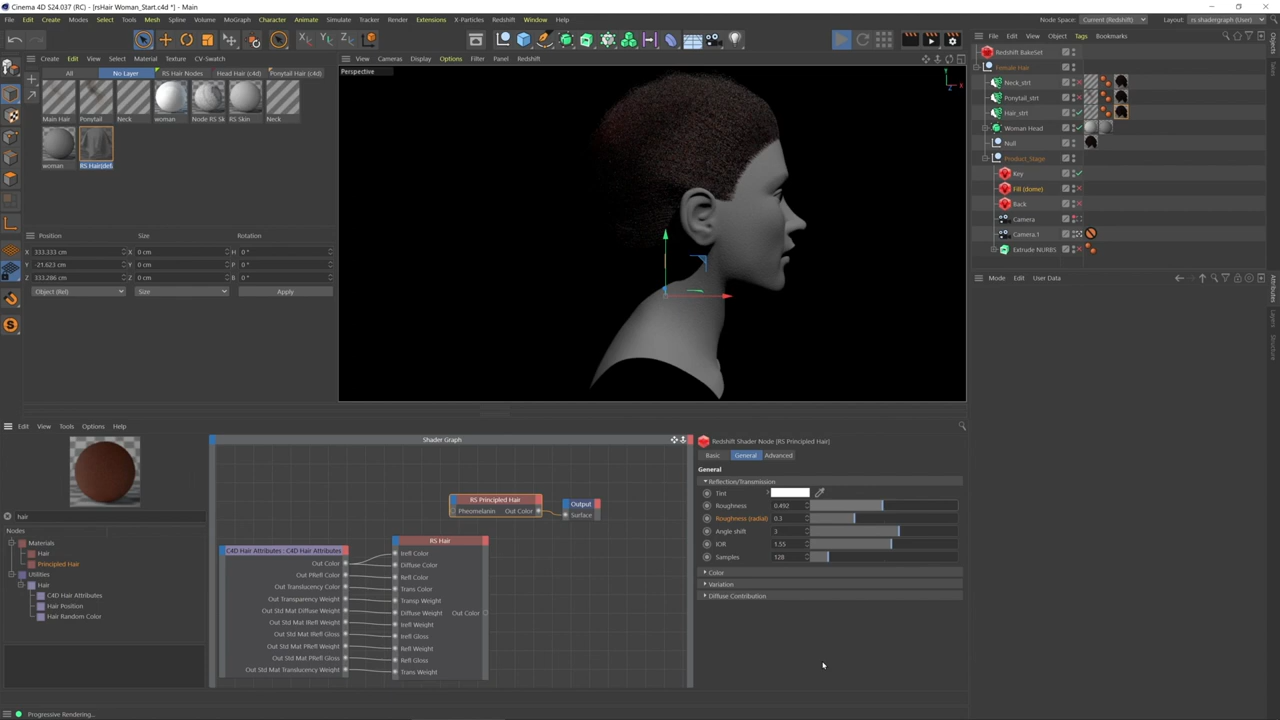 Cinema 4D S24.037 (RC) - [rsHair Woman_Start.c4d *] - Main
File Edit Create Modes Select Tools Mesh Spline Volume MoGraph Character Animate Simulate Tracker Render Extensions X-Particles Redshift Window Help
Node Space: Current (Redshift) Layout: rs shadergraph (User)
Create Edit View Select Material Texture CV-Swatch
All No Layer RS Hair Nodes Head Hair (c4d) Ponytail Hair (c4d)
Main Hair Ponytail Neck woman Node RS Sk RS Skin Neck
woman RS Hair(def.
Position Size Rotation
X 333.333 cm X 0 cm H 0 °
Y -21.623 cm Y 0 cm P 0 °
Z 333.286 cm Z 0 cm B 0 °
Object (Rel) Size Apply
View Cameras Display Options Filter Panel Redshift
Perspective
Y
X
Z
File Edit View Object Tags Bookmarks
Redshift BakeSet
Female Hair
Neck_strt
Ponytail_strt
Hair_strt
Woman Head
Null
Product_Stage
Key
Fill (dome)
Back
Camera
Camera.1
Extrude NURBS
Mode Edit User Data
Objects
Attributes
Layers
Structure
Edit View Tools Options Help
hair
Nodes
Materials
Hair
Principled Hair
Utilities
Hair
C4D Hair Attributes
Hair Position
Hair Random Color
Shader Graph
RS Principled Hair
Pheomelanin Out Color
Output
Surface
C4D Hair Attributes : C4D Hair Attributes
Out Color
Out PRefl Color
Out Translucency Color
Out Transparency Weight
Out Std Mat Diffuse Weight
Out Std Mat IRefl Weight
Out Std Mat IRefl Gloss
Out Std Mat PRefl Weight
Out Std Mat PRefl Gloss
Out Std Mat Translucency Weight
RS Hair
Irefl Color
Diffuse Color
Refl Color
Trans Color
Transp Weight
Diffuse Weight Out Color
Irefl Weight
Irefl Gloss
Refl Weight
Refl Gloss
Trans Weight
Redshift Shader Node [RS Principled Hair]
Basic General Advanced
General
Reflection/Transmission
Tint
Roughness 0.492
Roughness (radial) 0.3
Angle shift 3
IOR 1.55
Samples 128
Color
Variation
Diffuse Contribution
Progressive Rendering...